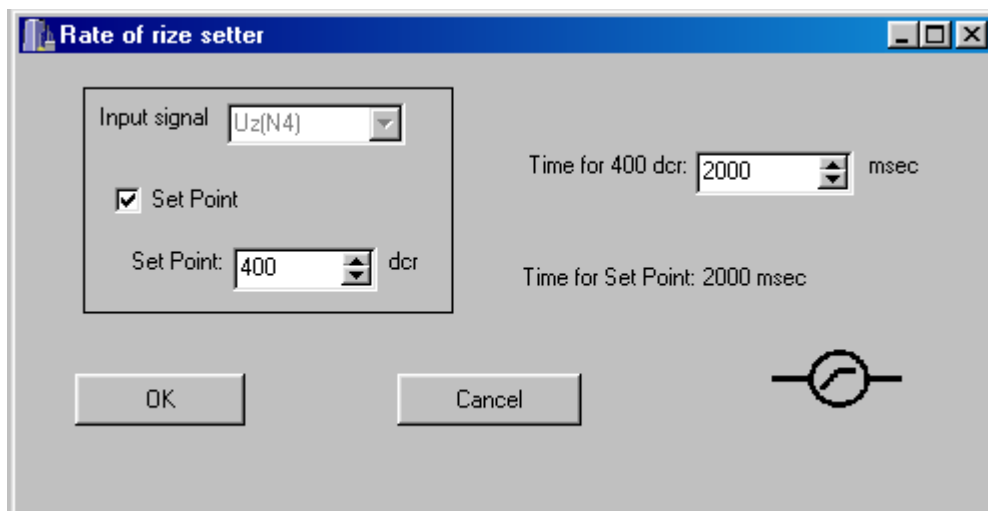 Rate of rize setter
Input signal Uz(N4)
Time for 400 dcr: 2000 msec
Set Point
Set Point: 400 dcr
Time for Set Point: 2000 msec
OK Cancel